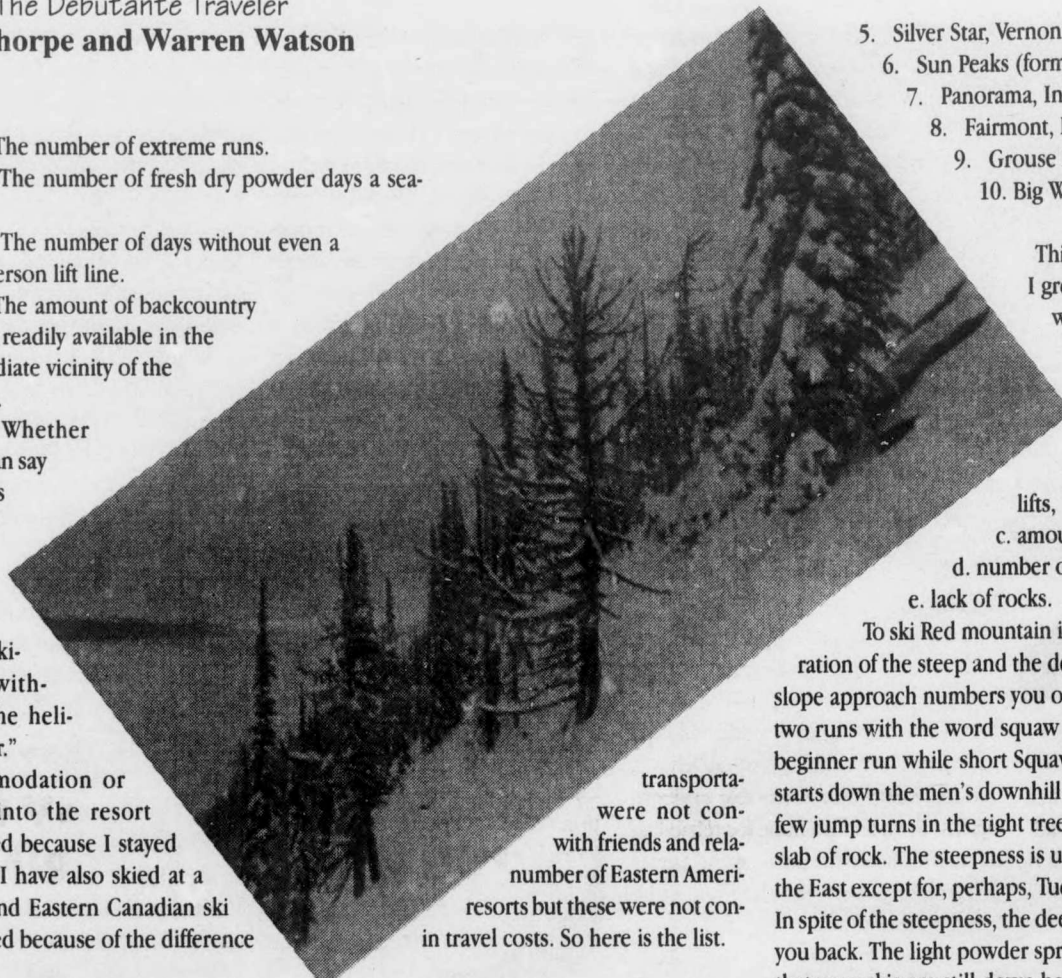 The Debutante Traveler
horpe and Warren Watson
The number of extreme runs.
The number of fresh dry powder days a sea-
The number of days without even a
erson lift line.
The amount of backcountry
readily available in the
diate vicinity of the
Whether
n say
s
ki-
with-
ne heli-
r."
modation or
into the resort
d because I stayed
I have also skied at a
nd Eastern Canadian ski
ed because of the difference
transporta-
were not con-
with friends and rela-
number of Eastern Ameri-
resorts but these were not con-
in travel costs. So here is the list.
5. Silver Star, Vernon
6. Sun Peaks (form
7. Panorama, In
8. Fairmont,
9. Grouse
10. Big W
Thi
I gre
w
lifts,
c. amou
d. number o
e. lack of rocks.
To ski Red mountain i
ration of the steep and the de
slope approach numbers you o
two runs with the word squaw
beginner run while short Squaw
starts down the men's downhill
few jump turns in the tight tree
slab of rock. The steepness is u
the East except for, perhaps, Tuc
In spite of the steepness, the dee
you back. The light powder spr